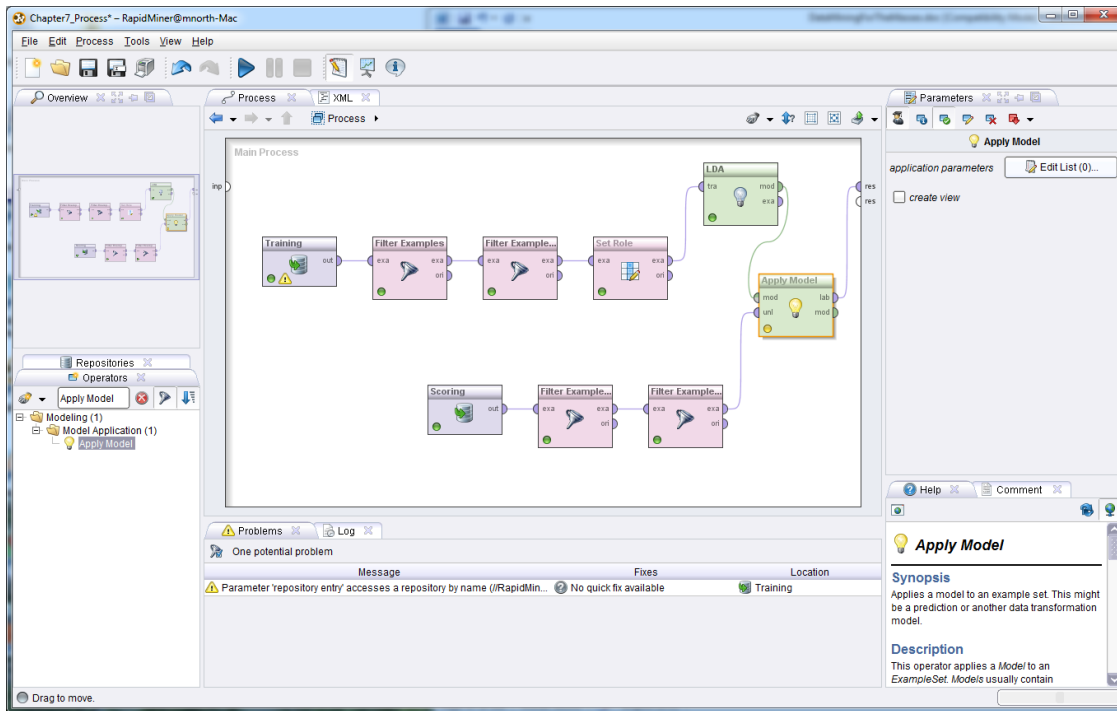 Chapter7_Process* – RapidMiner@mnorth-Mac
File Edit Process Tools View Help
Overview
Process
XML
Parameters
Process
Main Process
inp
res
res
Training
out
Filter Examples
exa exa
ori
Filter Example...
exa exa
ori
Set Role
exa exa
ori
LDA
tra mod
exa
Apply Model
mod lab
unl mod
Scoring
out
Filter Example...
exa exa
ori
Filter Example...
exa exa
ori
Apply Model
application parameters
Edit List (0)...
create view
Repositories
Operators
Apply Model
Modeling (1)
Model Application (1)
Apply Model
Problems
Log
One potential problem
Message Fixes Location
Parameter 'repository entry' accesses a repository by name (//RapidMin... No quick fix available Training
Help
Comment
Apply Model
Synopsis
Applies a model to an example set. This might
be a prediction or another data transformation
model.
Description
This operator applies a Model to an
ExampleSet. Models usually contain
Drag to move.